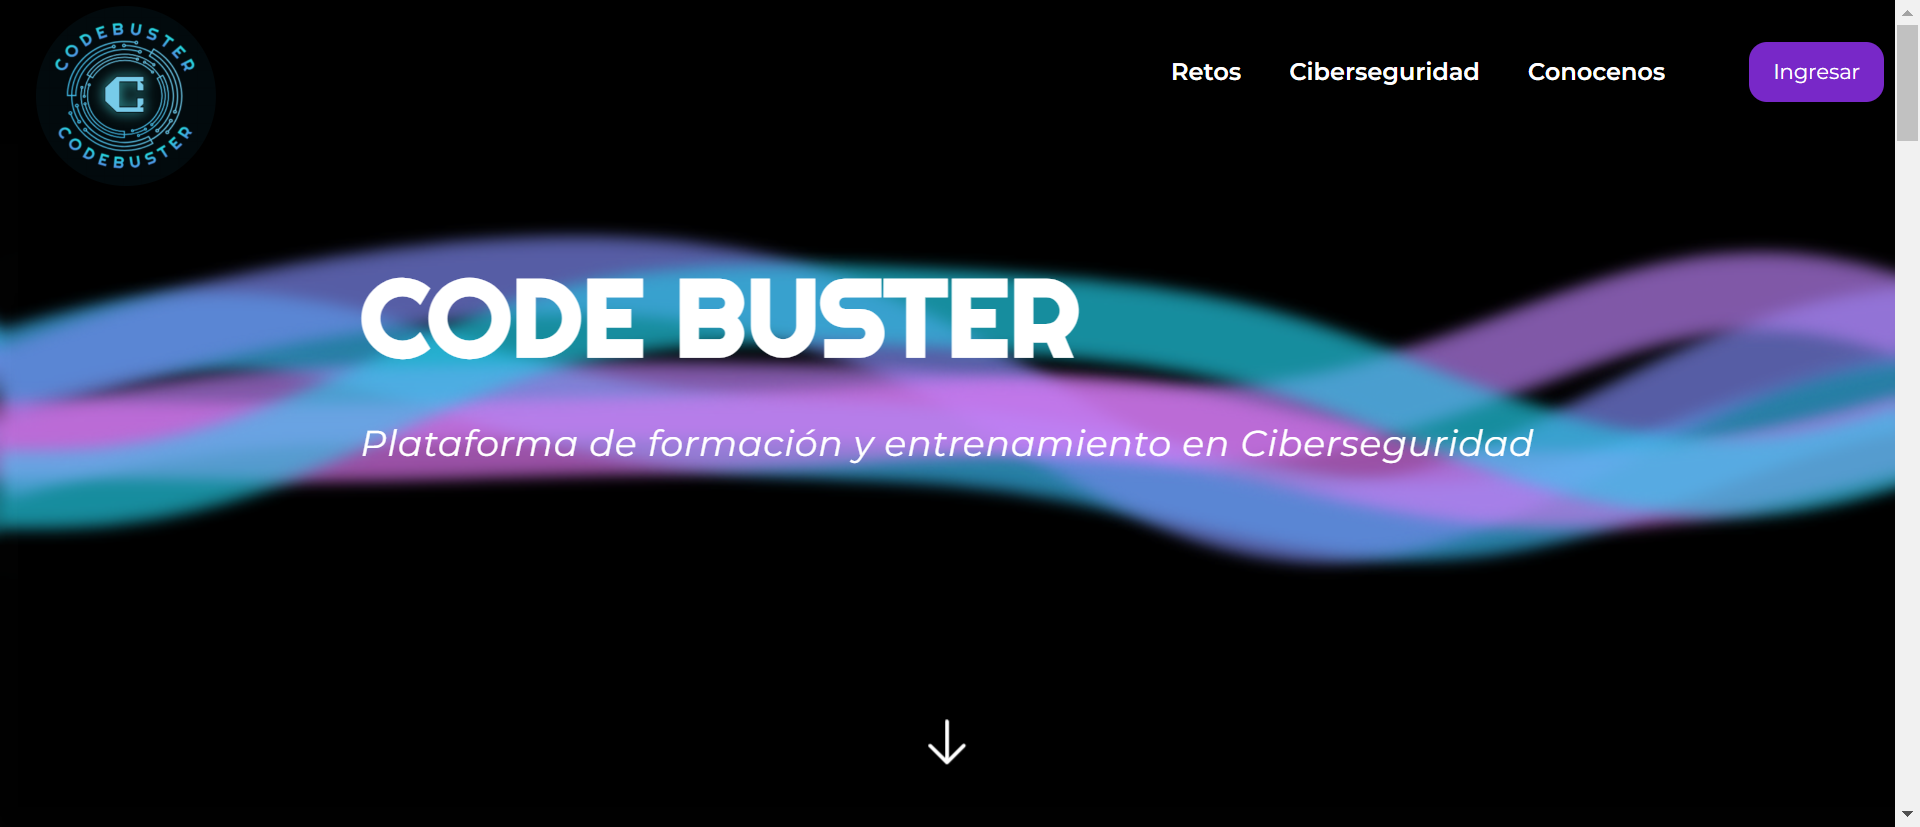 CODEBUSTER
C
CODEBUSTER
Retos Ciberseguridad Conocenos Ingresar
CODE BUSTER
Plataforma de formación y entrenamiento en Ciberseguridad